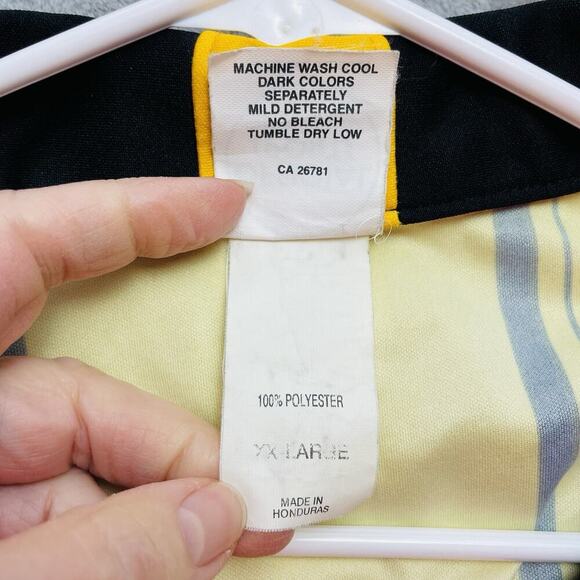 MACHINE WASH COOL
DARK COLORS
SEPARATELY
MILD DETERGENT
NO BLEACH
TUMBLE DRY LOW
CA 26781
100% POLYESTER
XX-LARGE
MADE IN
HONDURAS